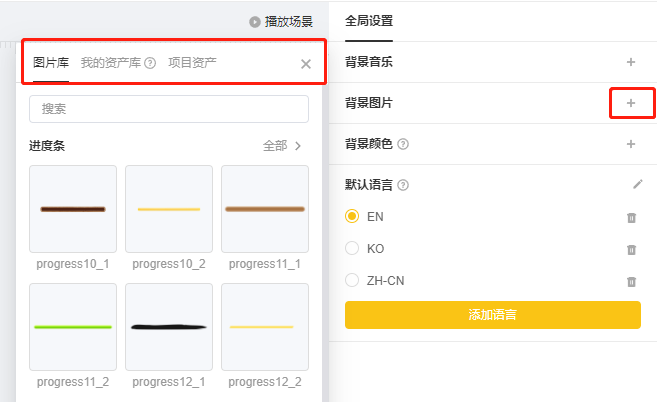 播放场景
图片库 我的资产库 ? 项目资产
搜索
进度条 全部
progress10_1 progress10_2 progress11_1
progress11_2 progress12_1 progress12_2
全局设置
背景音乐
背景图片
背景颜色 ?
默认语言 ?
EN
KO
ZH-CN
添加语言